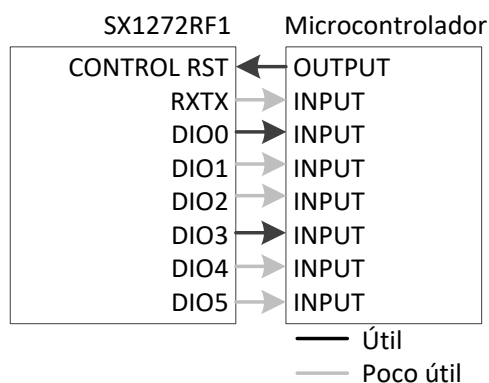 SX1272RF1 Microcontrolador
CONTROL RST OUTPUT
RXTX INPUT
DIO0 INPUT
DIO1 INPUT
DIO2 INPUT
DIO3 INPUT
DIO4 INPUT
DIO5 INPUT
Útil
Poco útil